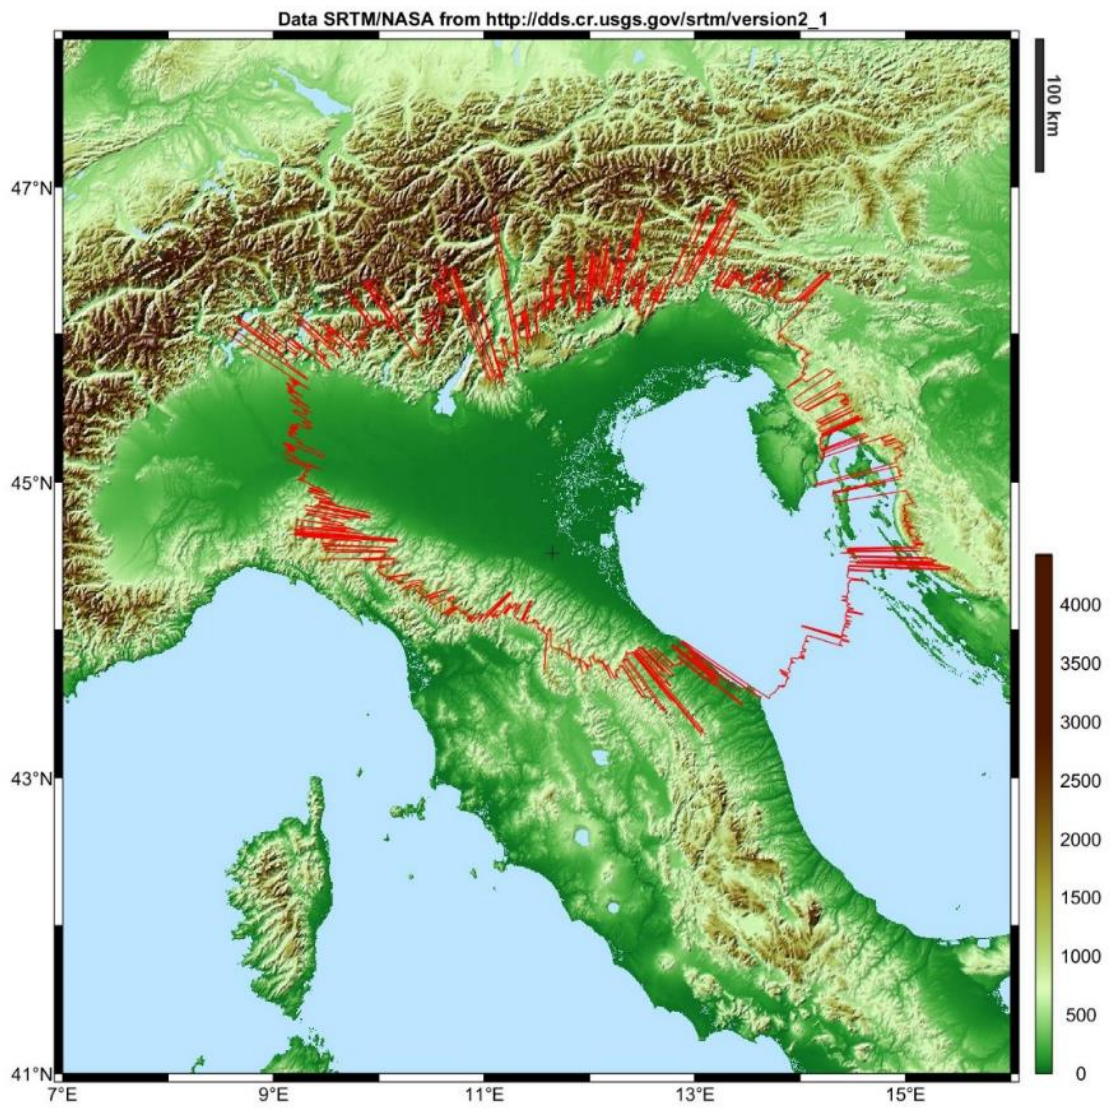 Data SRTM/NASA from http://dds.cr.usgs.gov/srtm/version2_1
100 km
47°N
45°N
43°N
41°N
7°E
9°E
11°E
13°E
15°E
4000
3500
3000
2500
2000
1500
1000
500
0